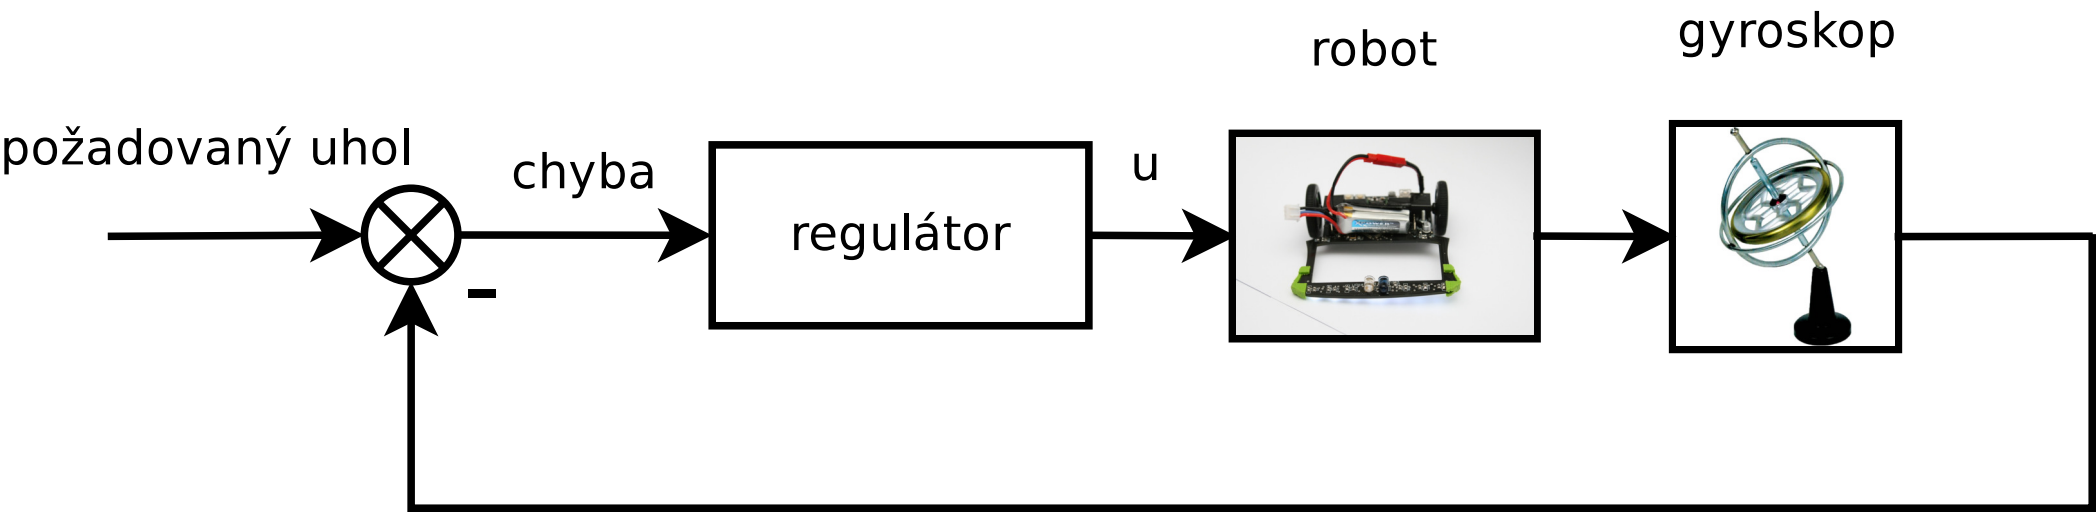 požadovaný uhol
chyba
regulátor
u
robot
gyroskop
-